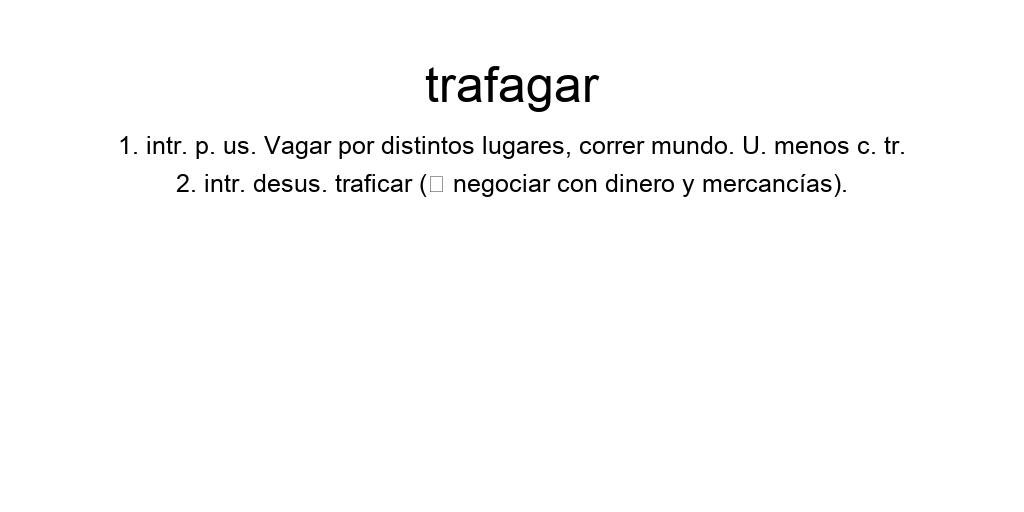 trafagar
1. intr. p. us. Vagar por distintos lugares, correr mundo. U. menos c. tr.
2. intr. desus. traficar (□ negociar con dinero y mercancías).